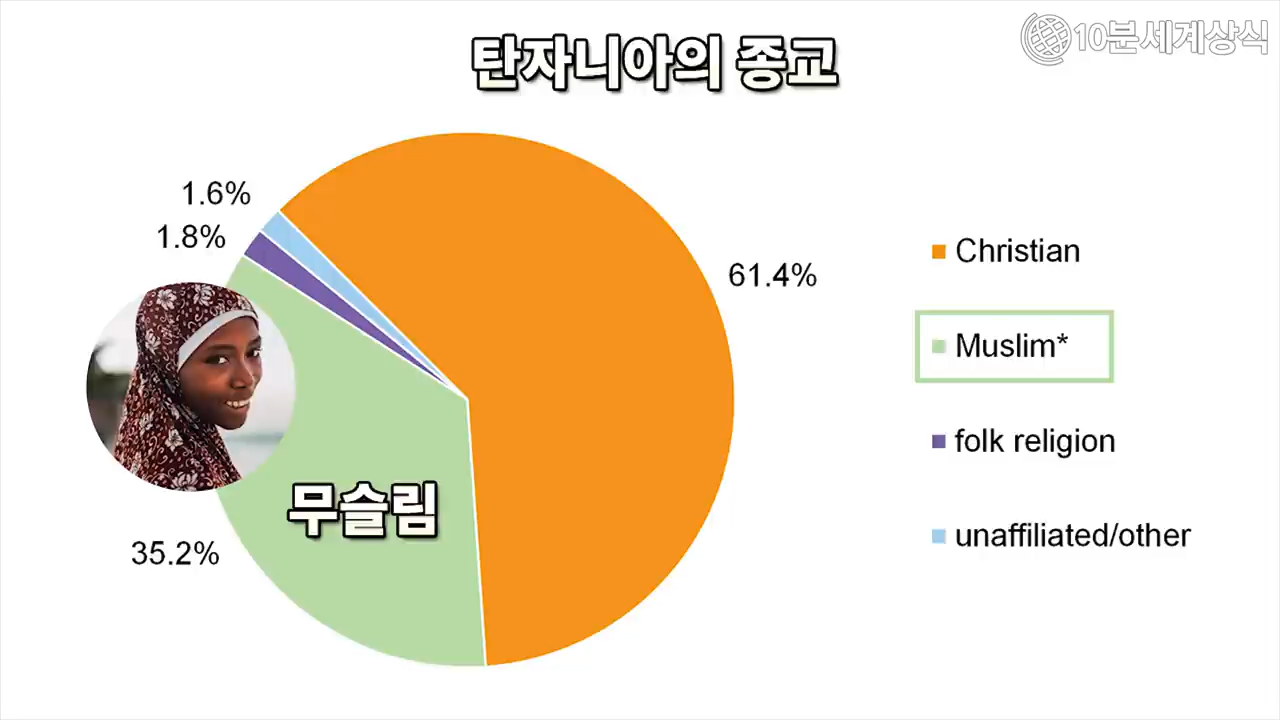 10분세계상식
탄자니아의 종교
1.6%
1.8%
61.4%
35.2%
무슬림
Christian
Muslim*
folk religion
unaffiliated/other